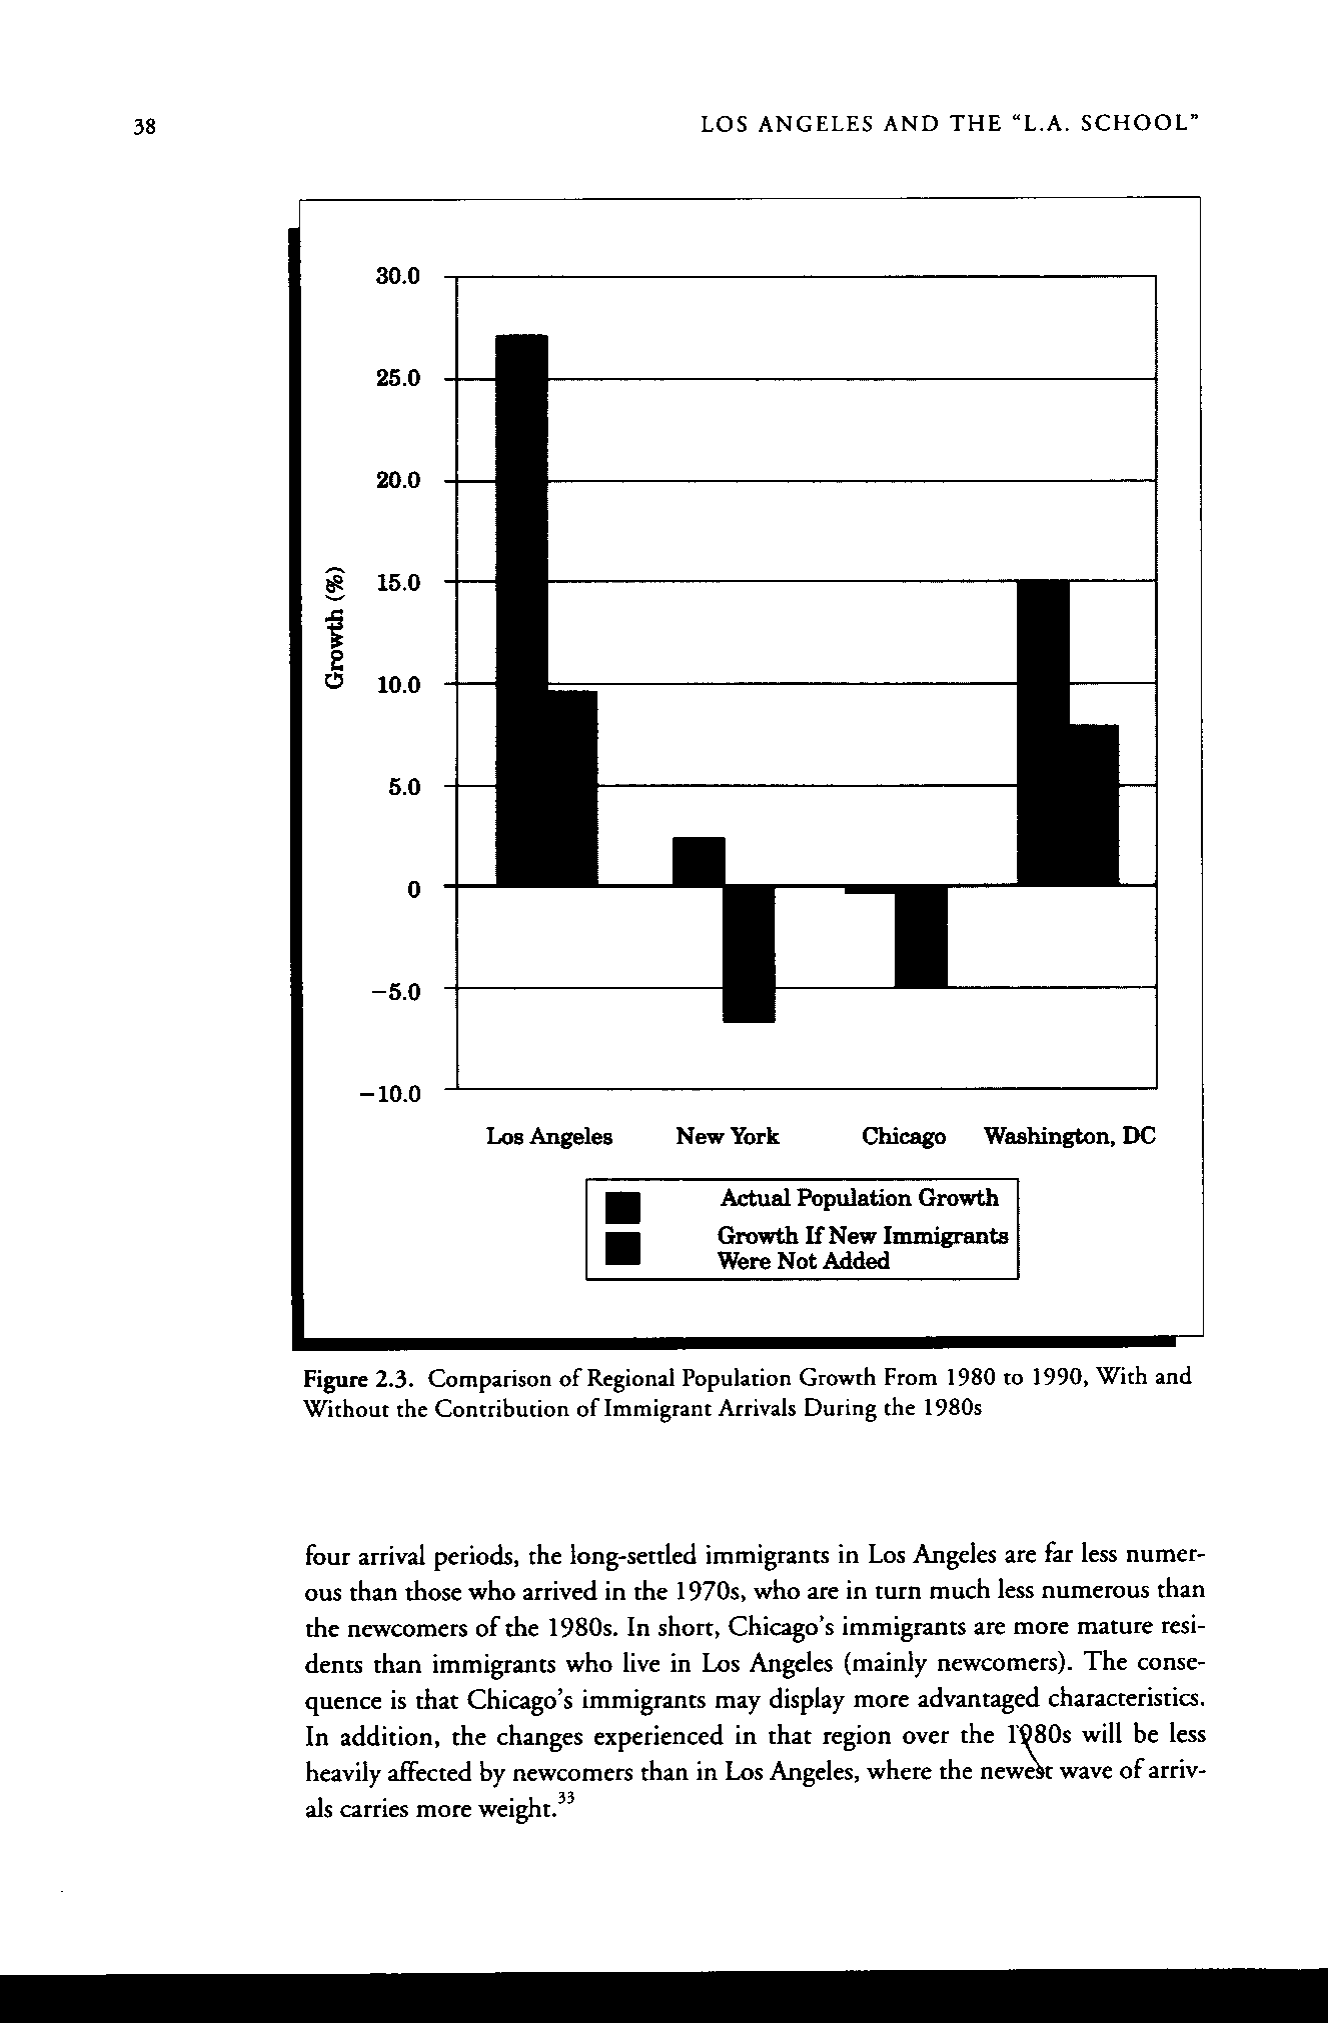 38
LOS ANGELES AND THE “L.A. SCHOOL”
30.0
25.0
20.0
15.0
10.0
5.0
0
−5.0
−10.0
Growth (%)
Los Angeles New York Chicago Washington, DC
Actual Population Growth
Growth If New Immigrants
Were Not Added
Figure 2.3. Comparison of Regional Population Growth From 1980 to 1990, With and
Without the Contribution of Immigrant Arrivals During the 1980s
four arrival periods, the long-settled immigrants in Los Angeles are far less numer-
ous than those who arrived in the 1970s, who are in turn much less numerous than
the newcomers of the 1980s. In short, Chicago’s immigrants are more mature resi-
dents than immigrants who live in Los Angeles (mainly newcomers). The conse-
quence is that Chicago’s immigrants may display more advantaged characteristics.
In addition, the changes experienced in that region over the 1980s will be less
heavily affected by newcomers than in Los Angeles, where the newest wave of arriv-
als carries more weight.33